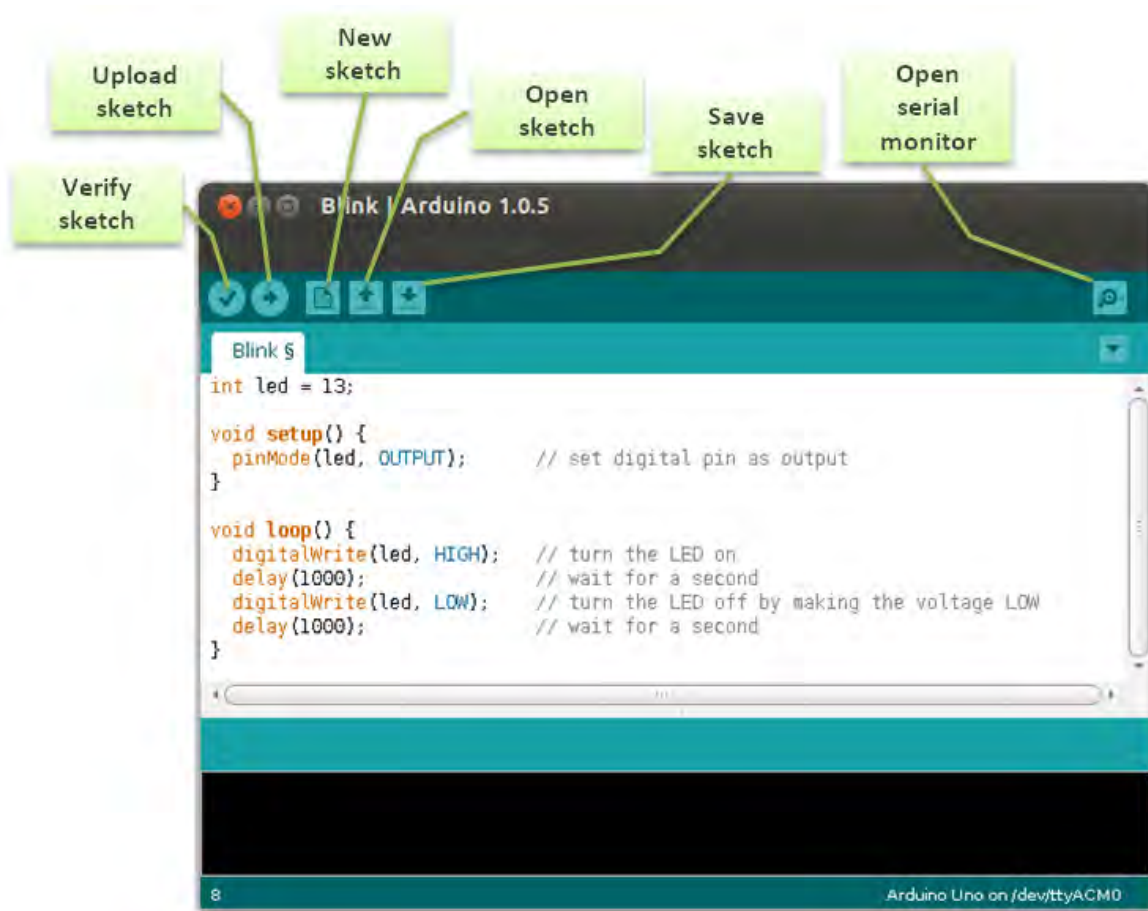 New
sketch
Upload
sketch
Open
sketch
Open
serial
monitor
Save
sketch
Verify
sketch
Blink | Arduino 1.0.5
Blink §
int led = 13;
void setup() {
  pinMode(led, OUTPUT);      // set digital pin as output
}
void loop() {
  digitalWrite(led, HIGH);   // turn the LED on
  delay(1000);               // wait for a second
  digitalWrite(led, LOW);    // turn the LED off by making the voltage LOW
  delay(1000);               // wait for a second
}
8
Arduino Uno on /dev/ttyACM0